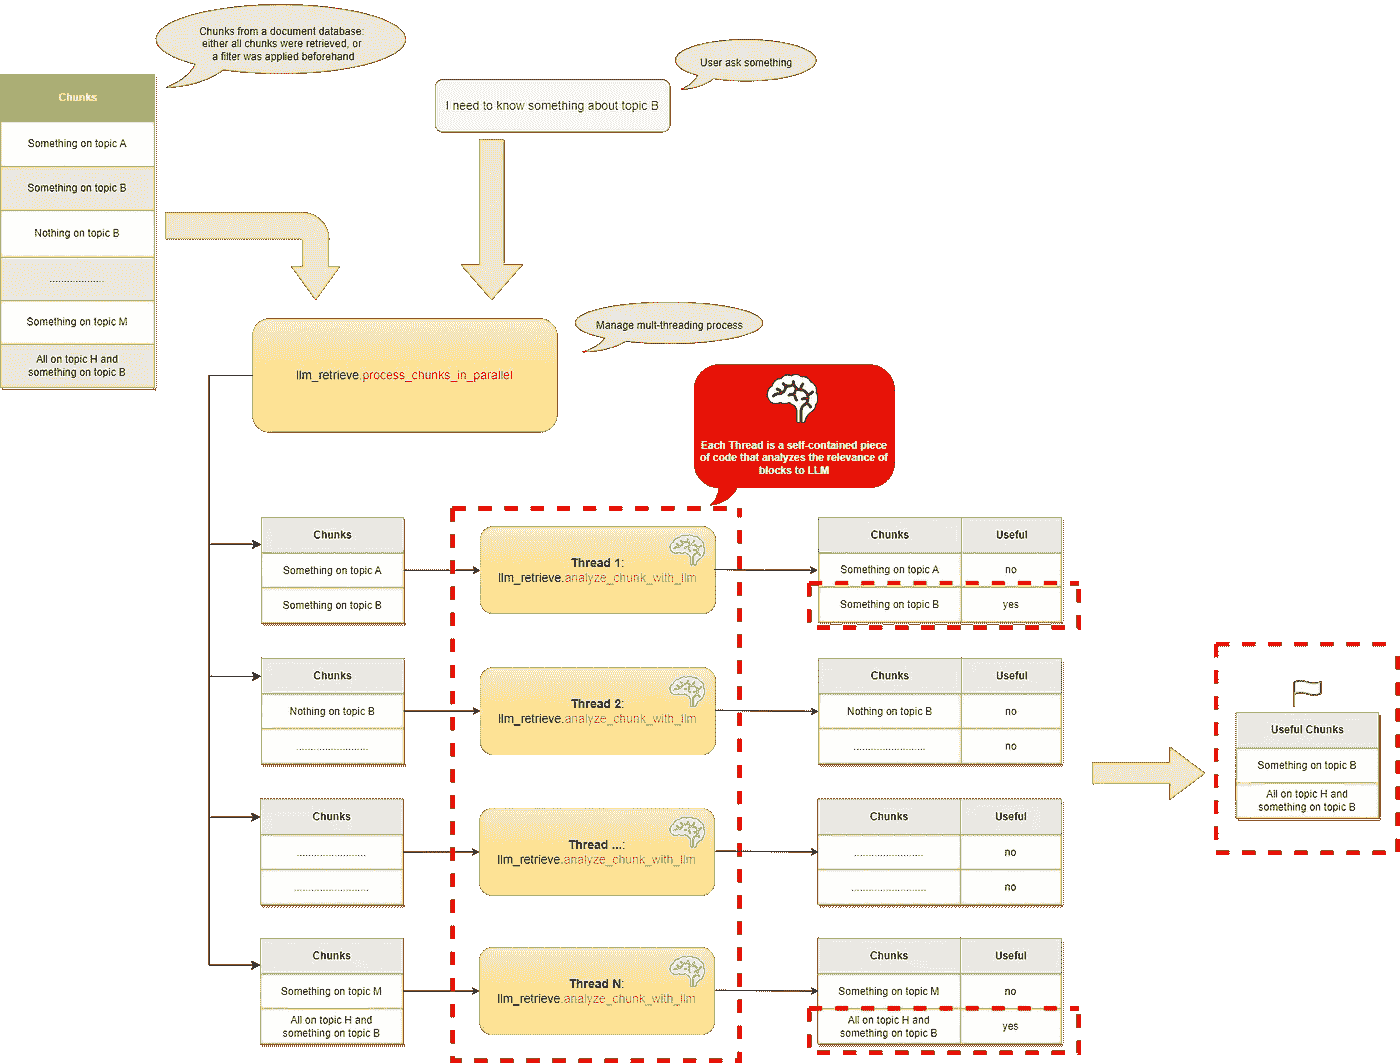 Chunks from a document database:
either all chunks were retrieved, or
a filter was applied beforehand
User ask something
Chunks
I need to know something about topic B
Something on topic A
Something on topic B
Nothing on topic B
...................
Something on topic M
All on topic H and
something on topic B
Manage mult-threading process
llm_retrieve.process_chunks_in_parallel
Each Thread is a self-contained piece
of code that analyzes the relevance of
blocks to LLM
Chunks
Something on topic A
Something on topic B
Thread 1:
llm_retrieve.analyze_chunk_with_llm
Chunks Useful
Something on topic A no
Something on topic B yes
Chunks
Nothing on topic B
.........................
Thread 2:
llm_retrieve.analyze_chunk_with_llm
Chunks Useful
Nothing on topic B no
......................... no
Useful Chunks
Something on topic B
All on topic H and
something on topic B
Chunks
.........................
.........................
Thread ...:
llm_retrieve.analyze_chunk_with_llm
Chunks Useful
......................... no
......................... no
Chunks
Something on topic M
All on topic H and
something on topic B
Thread N:
llm_retrieve.analyze_chunk_with_llm
Chunks Useful
Something on topic M no
All on topic H and
something on topic B yes